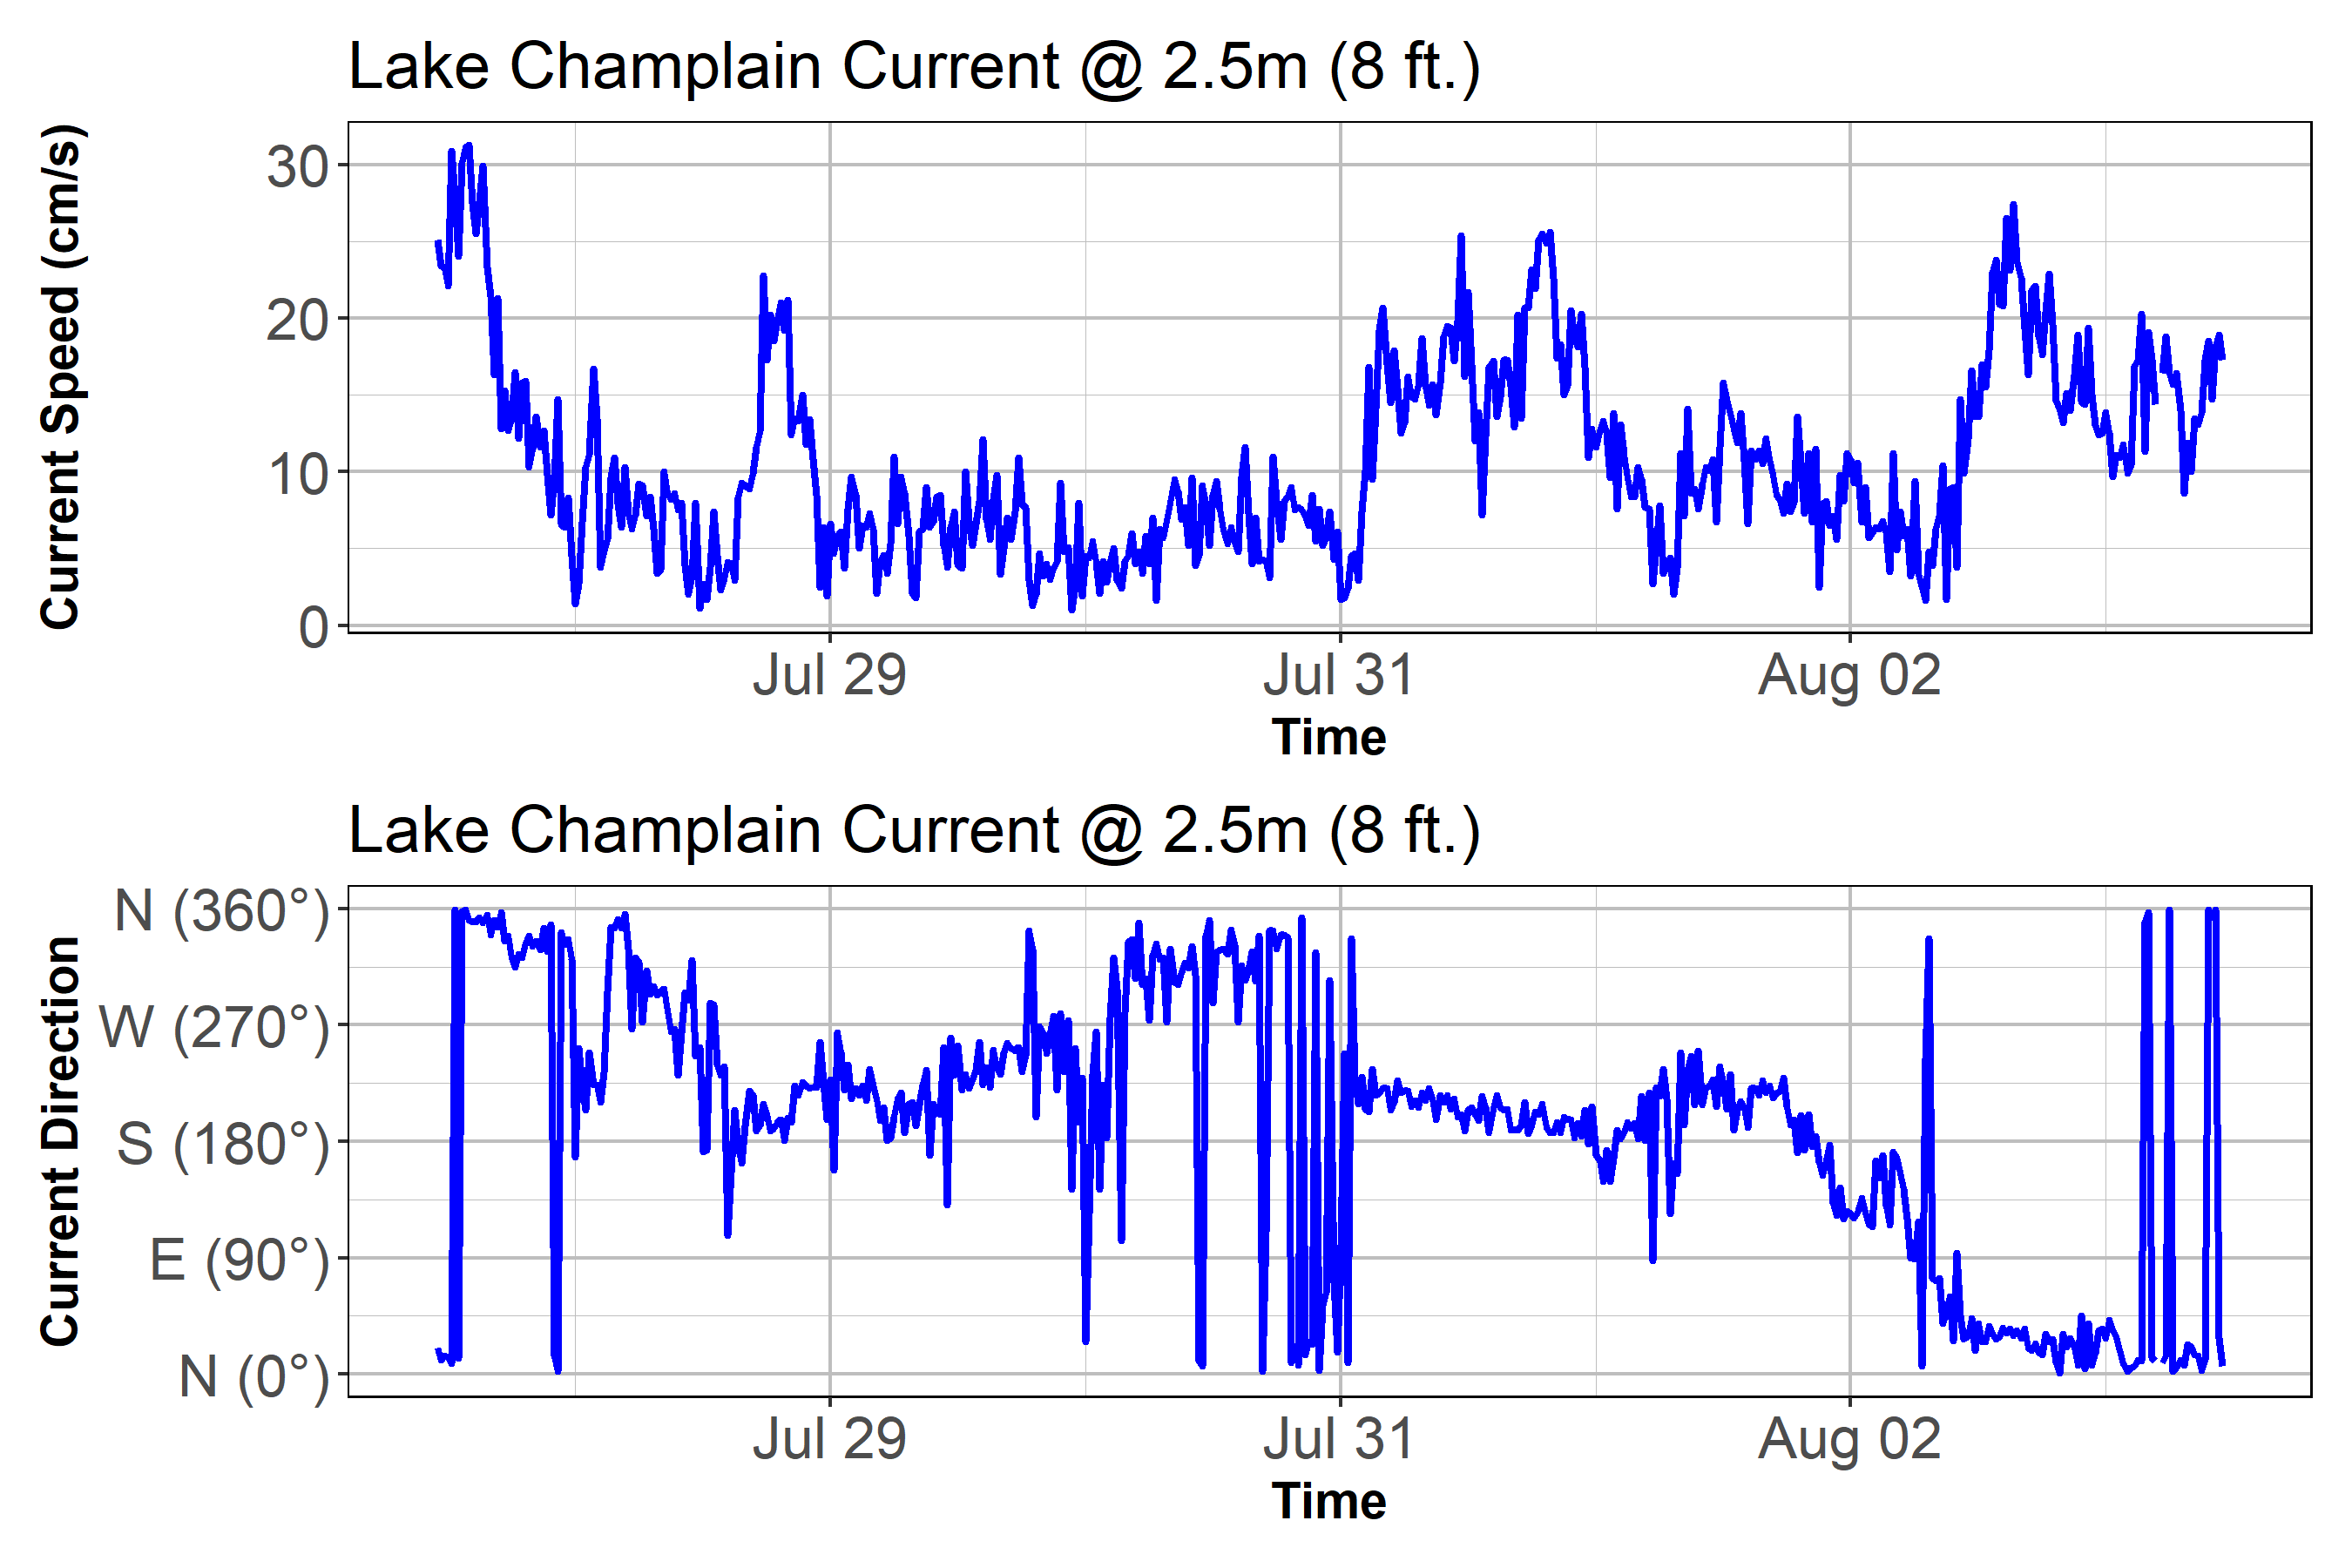 Lake Champlain Current @ 2.5m (8 ft.)
Current Speed (cm/s)
30
20
10
0
Jul 29 Jul 31 Aug 02
Time
Lake Champlain Current @ 2.5m (8 ft.)
Current Direction
N (360°)
W (270°)
S (180°)
E (90°)
N (0°)
Jul 29 Jul 31 Aug 02
Time